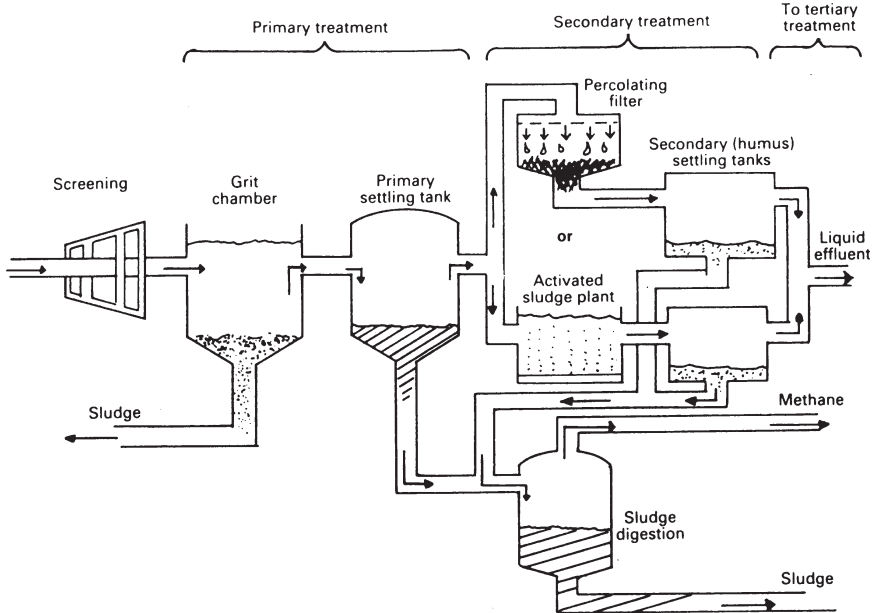 Primary treatment
Secondary treatment
To tertiary
treatment
Percolating
filter
Secondary (humus)
settling tanks
Screening
Grit
chamber
Primary
settling tank
or
Liquid
effluent
Activated
sludge plant
Sludge
Methane
Sludge
digestion
Sludge